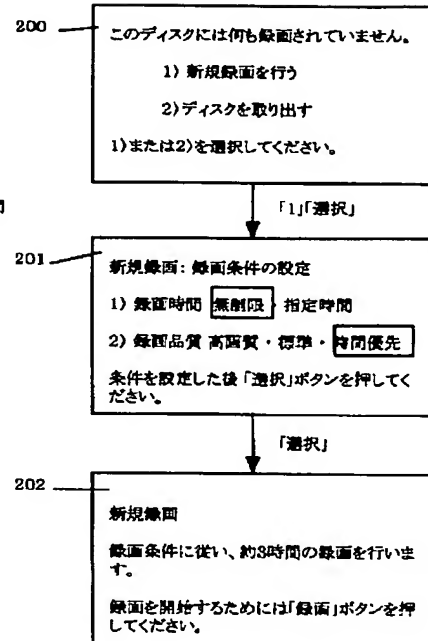 200
このディスクには何も録画されていません。
1) 新規録画を行う
2)ディスクを取り出す
1)または2)を選択してください。
「1」「選択」
間
201
新規録画: 録画条件の設定
1) 録画時間 無制限・指定時間
2) 録画品質 高画質・標準・時間優先
条件を設定した後「選択」ボタンを押してく
ださい。
「選択」
202
新規録画
録画条件に従い、約3時間の録画を行いま
す。
録画を開始するためには「録画」ボタンを押
してください。